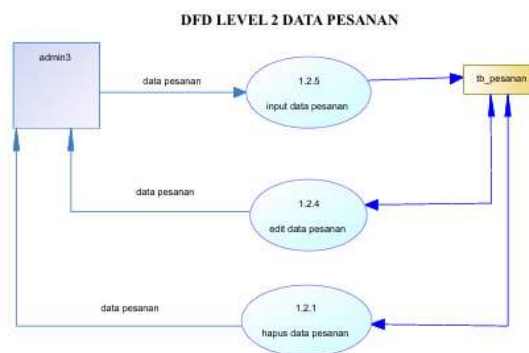 DFD LEVEL 2 DATA PESANAN
admin3
data pesanan
1.2.5
input data pesanan
tb_pesanan
data pesanan
1.2.4
edit data pesanan
data pesanan
1.2.1
hapus data pesanan